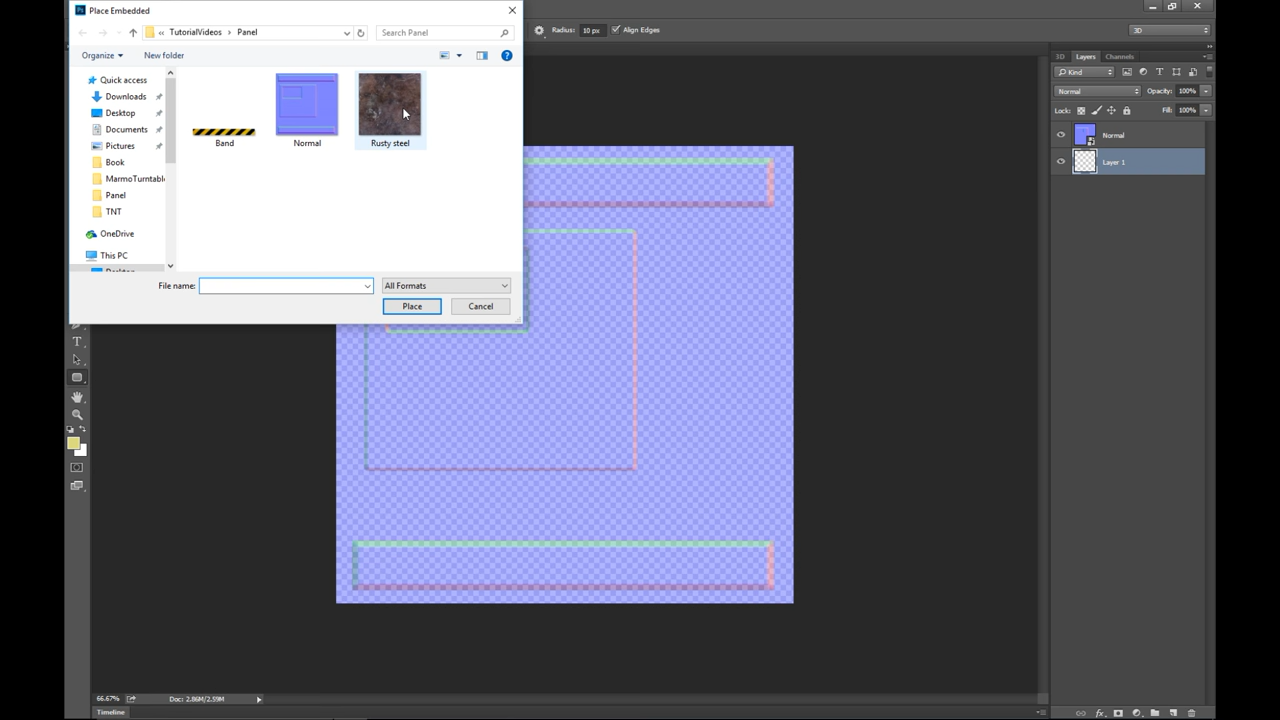 Place Embedded
« TutorialVideos > Panel
Search Panel
Radius: 10 px
Align Edges
3D
Organize
New folder
3D
Layers
Channels
Kind
Normal
Opacity: 100%
Lock:
Fill: 100%
Normal
Layer 1
Quick access
Downloads
Desktop
Documents
Pictures
Book
MarmoTurntable
Panel
TNT
OneDrive
This PC
Band
Normal
Rusty steel
File name:
All Formats
Place
Cancel
66.67%
Doc: 2.86M/2.59M
Timeline